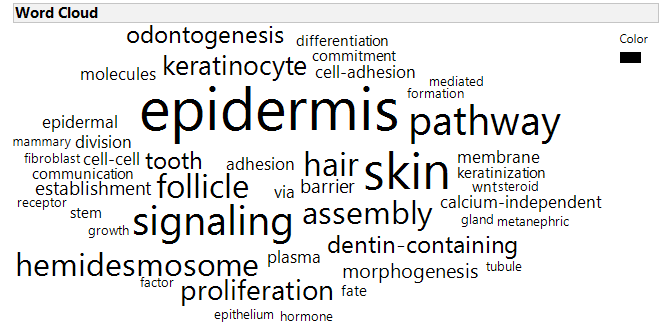 Word Cloud
Color
odontogenesis
differentiation
commitment
molecules
keratinocyte
cell-adhesion
mediated
formation
epidermis
pathway
epidermal
mammary
division
fibroblast
cell-cell
tooth
adhesion
hair
skin
membrane
keratinization
communication
establishment
follicle
via
barrier
wnt
steroid
receptor
stem
signaling
assembly
calcium-independent
gland
metanephric
growth
dentin-containing
hemidesmosome
plasma
morphogenesis
tubule
factor
proliferation
fate
epithelium
hormone